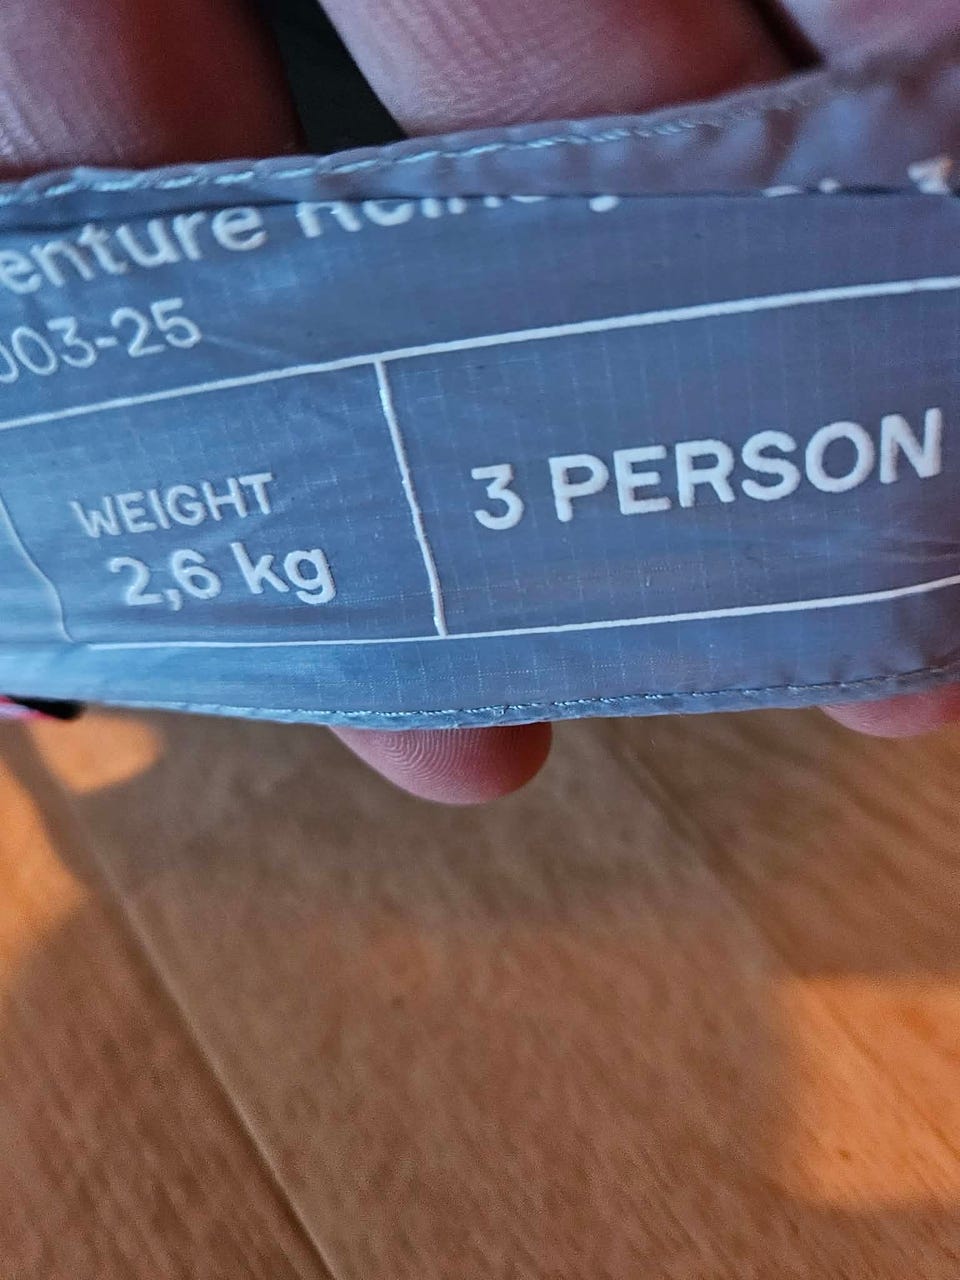 enture
003-25
WEIGHT
2,6 kg
3 PERSON